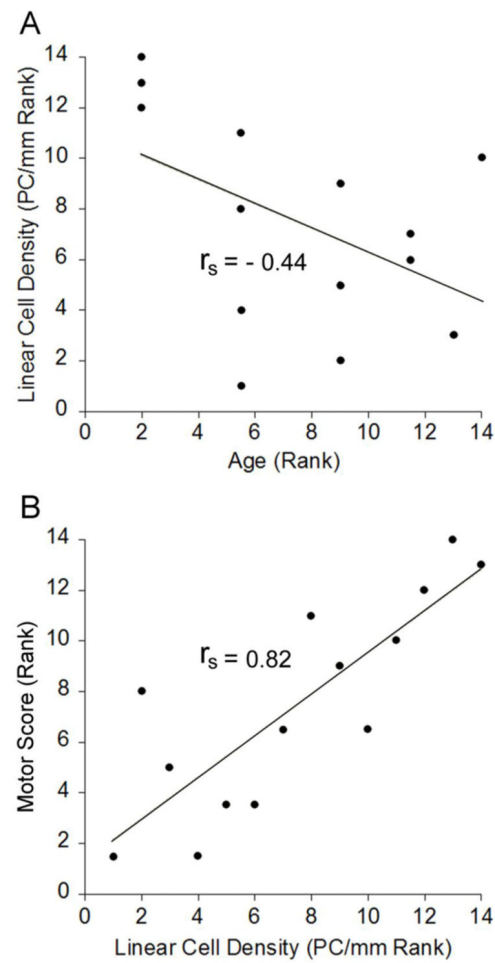 A
14
12
10
8
6
4
2
0
Linear Cell Density (PC/mm Rank)
rs = - 0.44
0 2 4 6 8 10 12 14
Age (Rank)
B
14
12
10
8
6
4
2
0
Motor Score (Rank)
rs = 0.82
0 2 4 6 8 10 12 14
Linear Cell Density (PC/mm Rank)